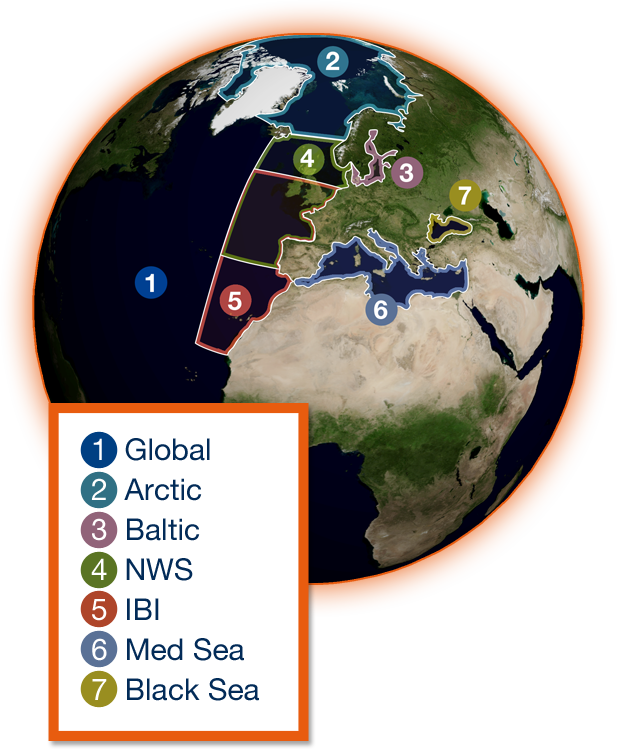 2
4
3
7
1
5
6
1 Global
2 Arctic
3 Baltic
4 NWS
5 IBI
6 Med Sea
7 Black Sea